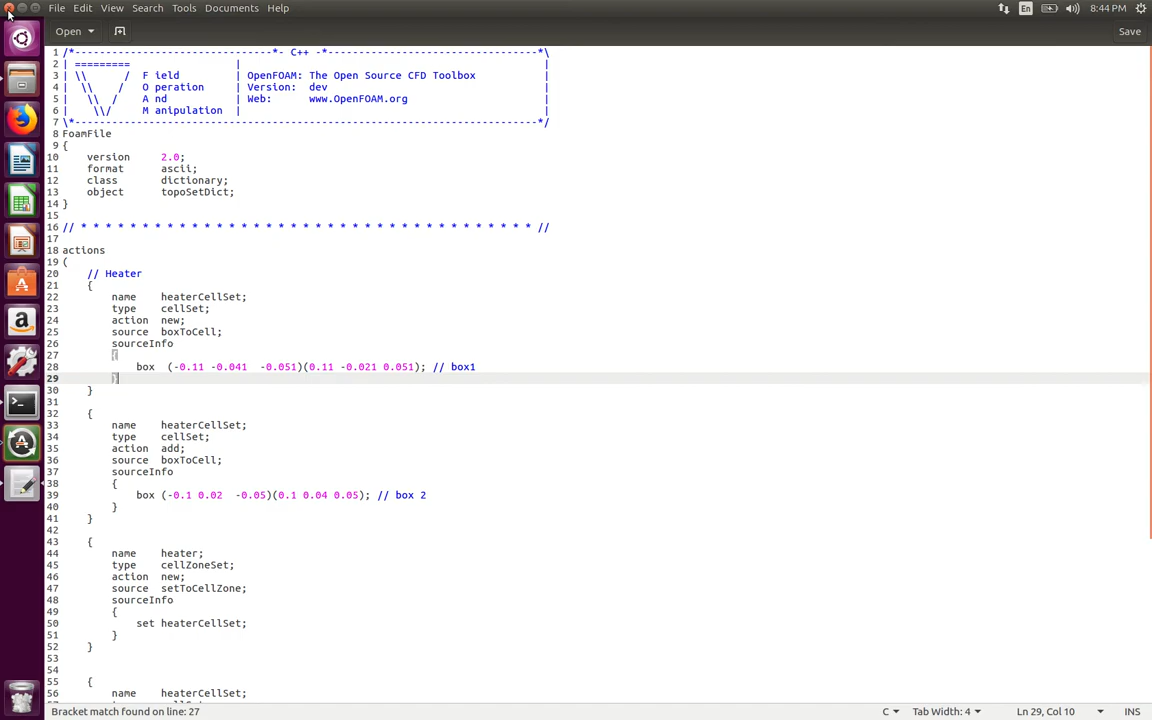 File Edit View Search Tools Documents Help En 8:44 PM
Open Save
1 /*---------------------------------*- C++ -*----------------------------------*\
2 | ========= | |
3 | \\ / F ield | OpenFOAM: The Open Source CFD Toolbox |
4 | \\ / O peration | Version: dev |
5 | \\ / A nd | Web: www.OpenFOAM.org |
6 | \\/ M anipulation | |
7 \*---------------------------------------------------------------------------*/
8 FoamFile
9 {
10 version 2.0;
11 format ascii;
12 class dictionary;
13 object topoSetDict;
14 }
15
16 // * * * * * * * * * * * * * * * * * * * * * * * * * * * * * * * * * * * * * //
17
18 actions
19 (
20 // Heater
21 {
22 name heaterCellSet;
23 type cellSet;
24 action new;
25 source boxToCell;
26 sourceInfo
27 {
28 box (-0.11 -0.041 -0.051)(0.11 -0.021 0.051); // box1
29 }
30 }
31
32 {
33 name heaterCellSet;
34 type cellSet;
35 action add;
36 source boxToCell;
37 sourceInfo
38 {
39 box (-0.1 0.02 -0.05)(0.1 0.04 0.05); // box 2
40 }
41 }
42
43 {
44 name heater;
45 type cellZoneSet;
46 action new;
47 source setToCellZone;
48 sourceInfo
49 {
50 set heaterCellSet;
51 }
52 }
53
54
55 {
56 name heaterCellSet;
Bracket match found on line: 27 C Tab Width: 4 Ln 29, Col 10 INS